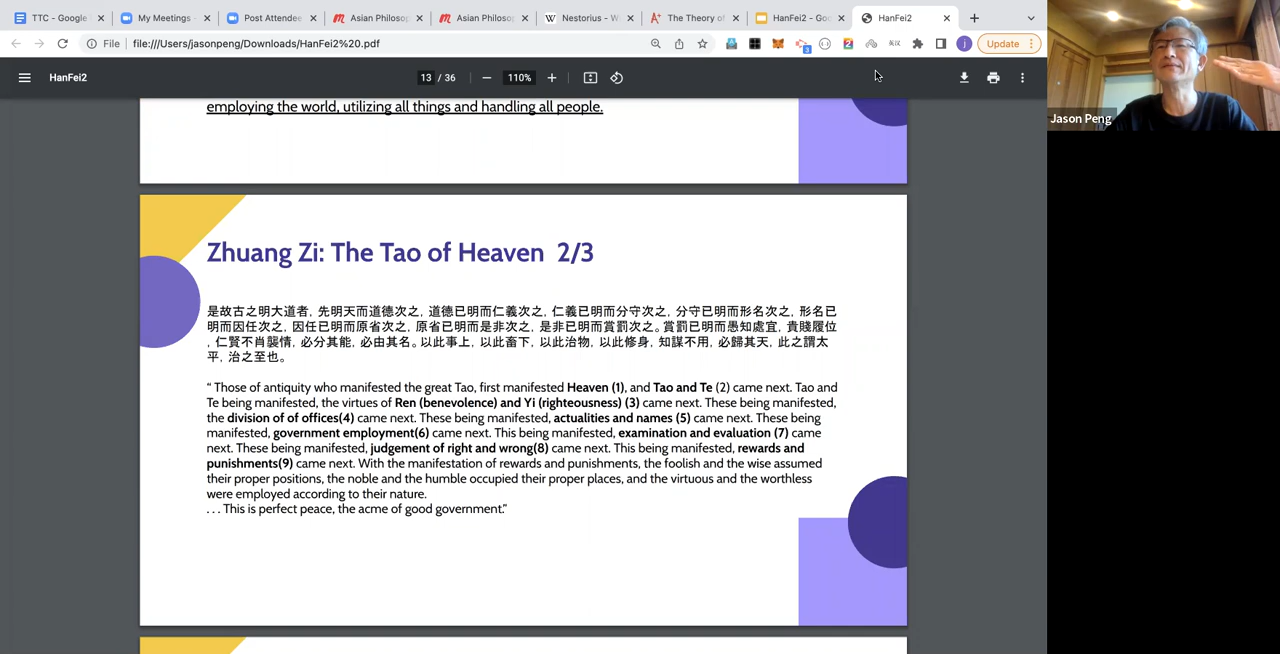 TTC - Google
My Meetings -
Post Attendee
Asian Philosop
Asian Philosop
Nestorius - W
The Theory of
HanFei2 - Goo
HanFei2
File
file:///Users/jasonpeng/Downloads/HanFei2%20.pdf
Update
HanFei2
13 / 36
110%
employing the world, utilizing all things and handling all people.
Jason Peng
Zhuang Zi: The Tao of Heaven 2/3
是故古之明大道者, 先明天而道德次之, 道德已明而仁義次之, 仁義已明而分守次之, 分守已明而形名次之, 形名已
明而因任次之, 因任已明而原省次之, 原省已明而是非次之, 是非已明而賞罰次之。賞罰已明而愚知處宜, 貴賤履位
, 仁賢不肖襲情, 必分其能, 必由其名。以此事上, 以此畜下, 以此治物, 以此修身, 知謀不用, 必歸其天, 此之謂太
平, 治之至也。
“ Those of antiquity who manifested the great Tao, first manifested Heaven (1), and Tao and Te (2) came next. Tao and
Te being manifested, the virtues of Ren (benevolence) and Yi (righteousness) (3) came next. These being manifested,
the division of of offices(4) came next. These being manifested, actualities and names (5) came next. These being
manifested, government employment(6) came next. This being manifested, examination and evaluation (7) came
next. These being manifested, judgement of right and wrong(8) came next. This being manifested, rewards and
punishments(9) came next. With the manifestation of rewards and punishments, the foolish and the wise assumed
their proper positions, the noble and the humble occupied their proper places, and the virtuous and the worthless
were employed according to their nature.
. . . This is perfect peace, the acme of good government.”